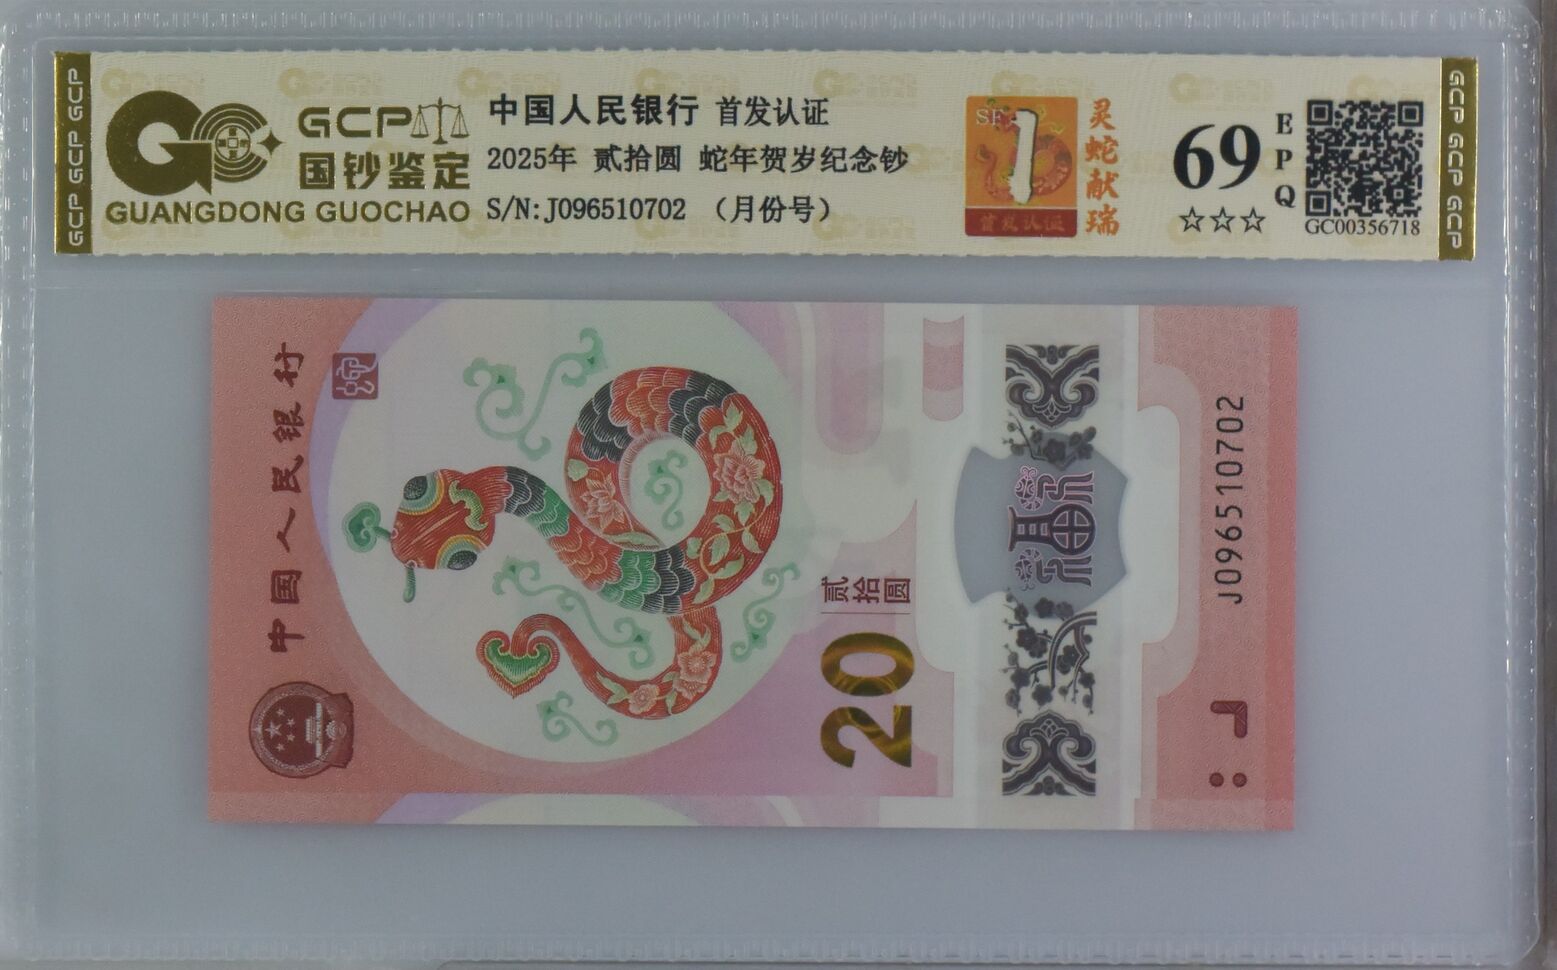 GCP GCP GCP
GCP
国钞鉴定
GUANGDONG GUOCHAO
中国人民银行 首发认证
2025年 贰拾圆 蛇年贺岁纪念钞
S/N:J096510702 （月份号）
1
首发认证
灵蛇献瑞
69
EPQ
☆☆☆
GC00356718
GCP GCP GCP
中国人民银行
贰拾圆
20
福
J096510702